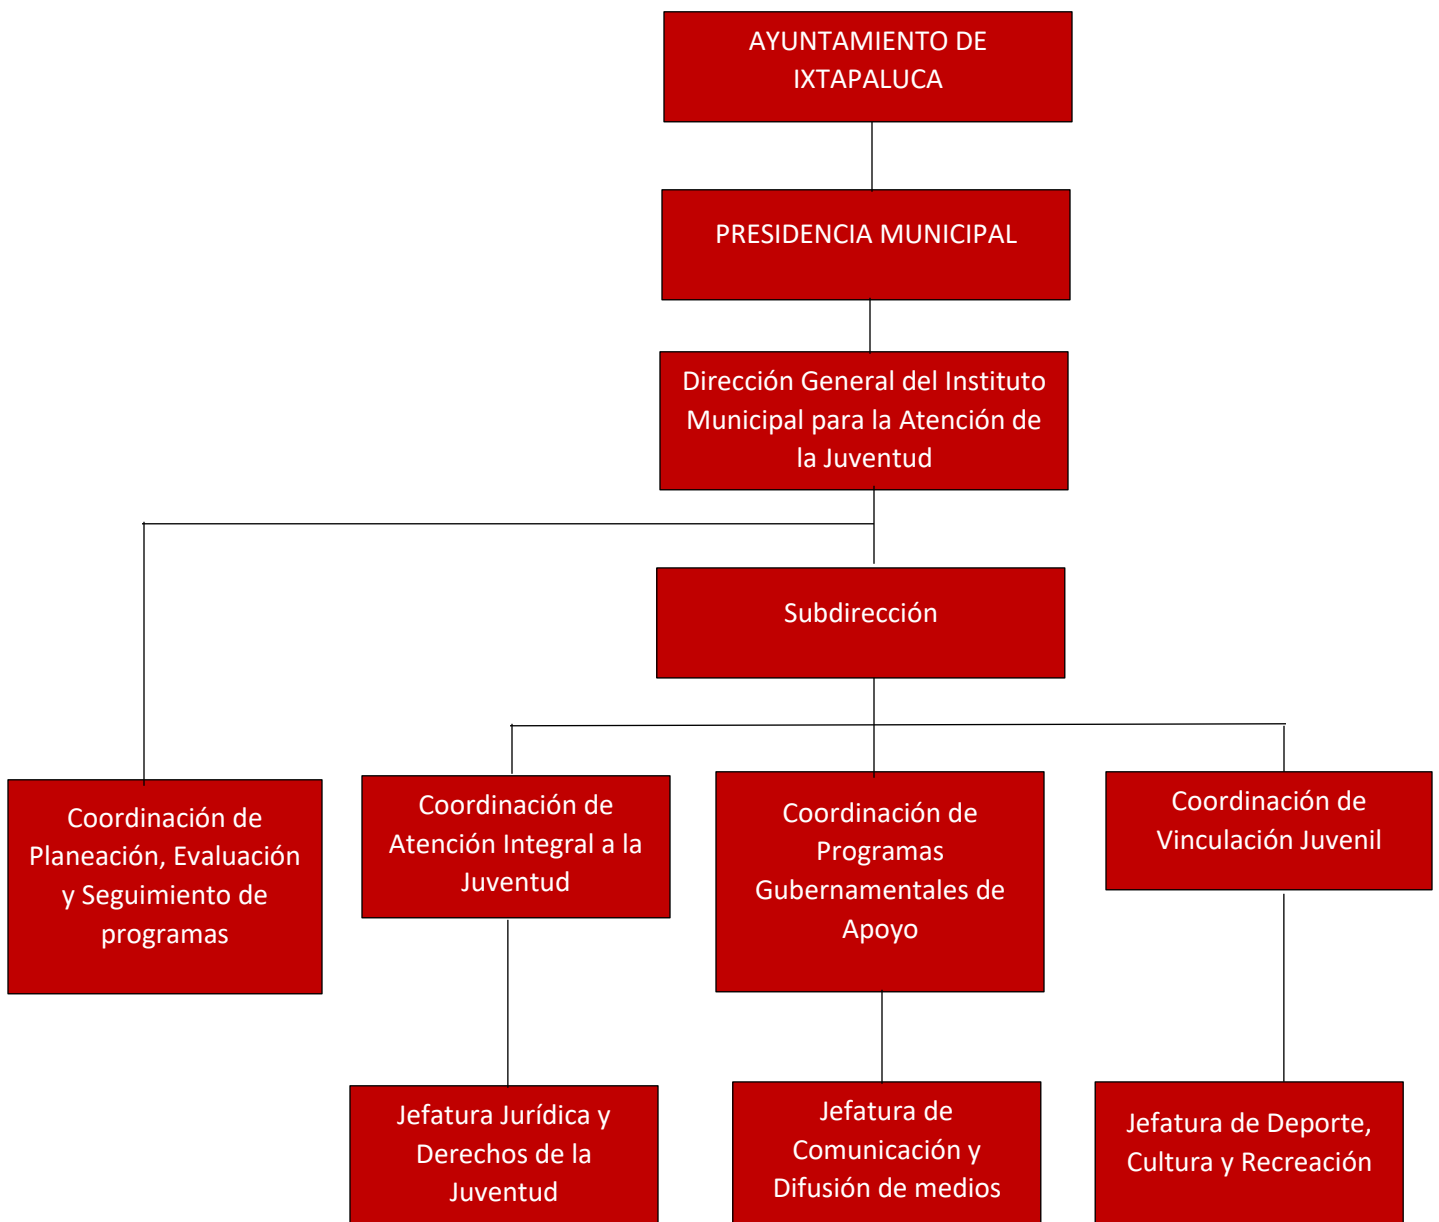 AYUNTAMIENTO DE
IXTAPALUCA
PRESIDENCIA MUNICIPAL
Dirección General del Instituto
Municipal para la Atención de
la Juventud
Subdirección
Coordinación de
Planeación, Evaluación
y Seguimiento de
programas
Coordinación de
Atención Integral a la
Juventud
Coordinación de
Programas
Gubernamentales de
Apoyo
Coordinación de
Vinculación Juvenil
Jefatura Jurídica y
Derechos de la
Juventud
Jefatura de
Comunicación y
Difusión de medios
Jefatura de Deporte,
Cultura y Recreación